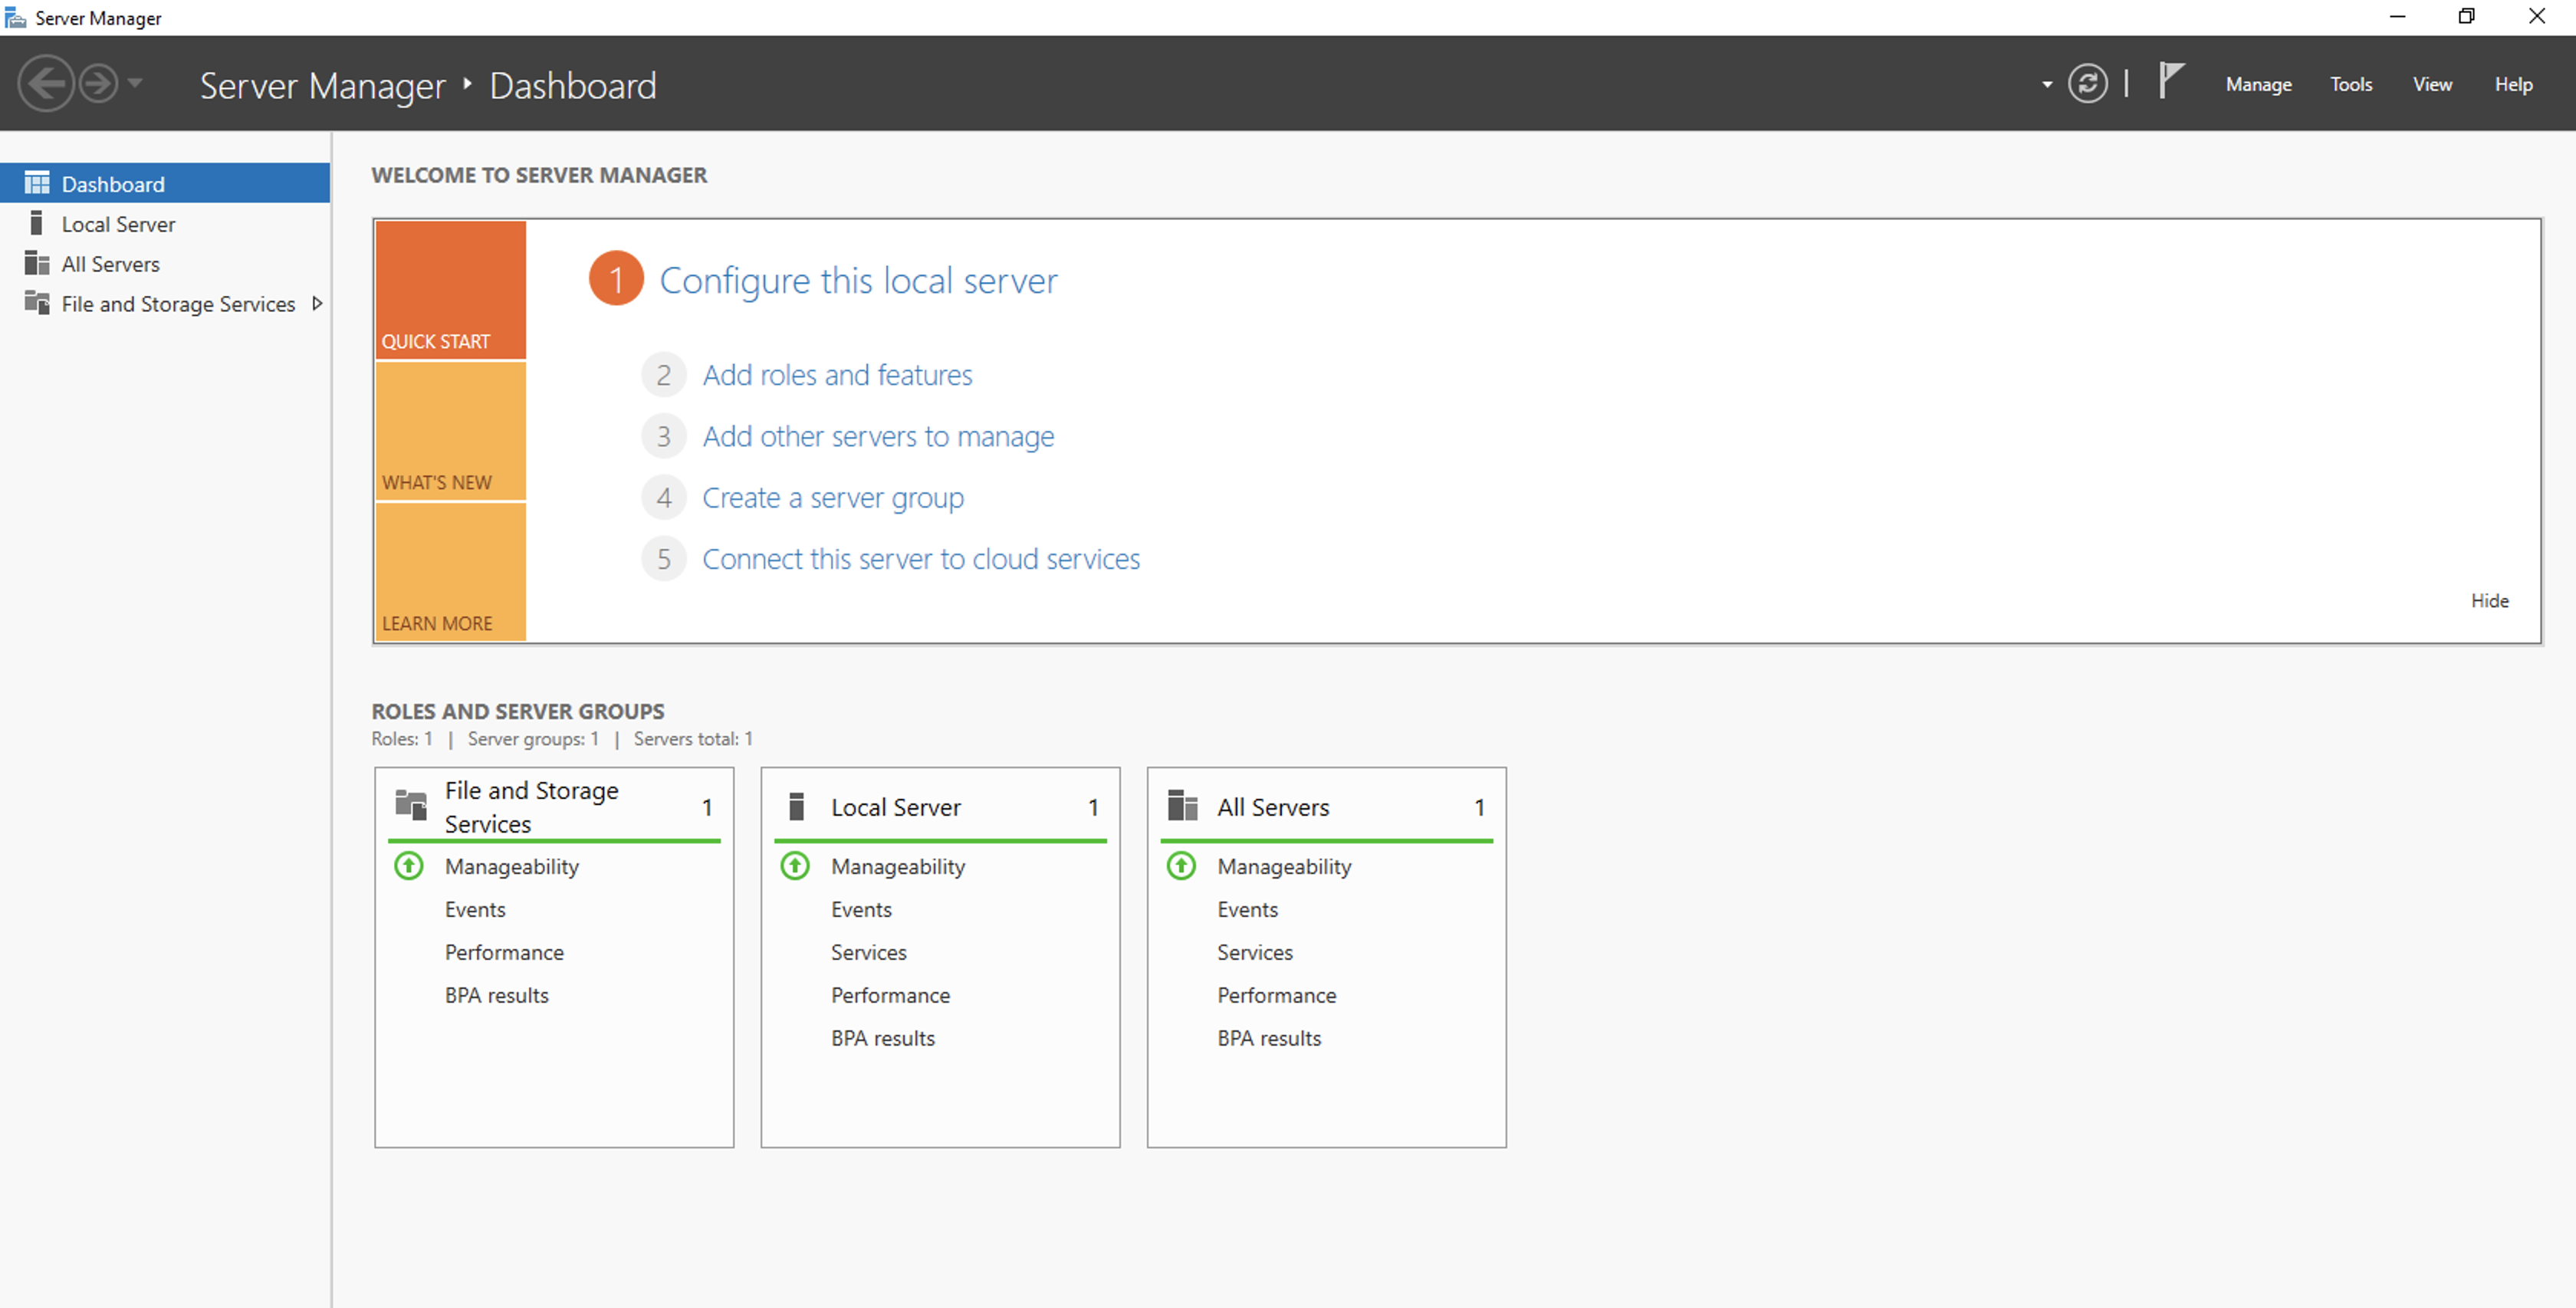 Server Manager
Server Manager ‣ Dashboard
Manage Tools View Help
Dashboard
Local Server
All Servers
File and Storage Services
WELCOME TO SERVER MANAGER
QUICK START
WHAT'S NEW
LEARN MORE
1 Configure this local server
2 Add roles and features
3 Add other servers to manage
4 Create a server group
5 Connect this server to cloud services
Hide
ROLES AND SERVER GROUPS
Roles: 1 | Server groups: 1 | Servers total: 1
File and Storage
Services 1
Manageability
Events
Performance
BPA results
Local Server 1
Manageability
Events
Services
Performance
BPA results
All Servers 1
Manageability
Events
Services
Performance
BPA results